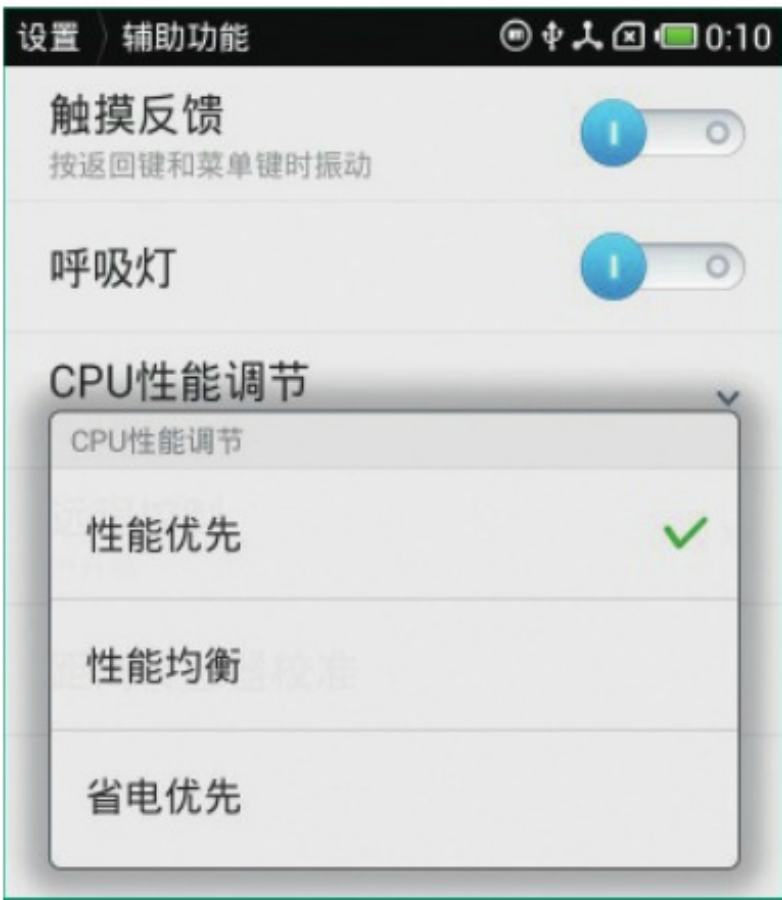 设置 辅助功能 0:10
触摸反馈
按返回键和菜单键时振动
呼吸灯
CPU性能调节
CPU性能调节
性能优先
性能均衡
省电优先